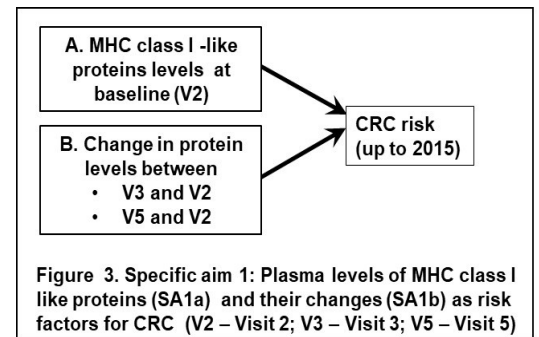 A. MHC class I -like
proteins levels at
baseline (V2)
B. Change in protein
levels between
• V3 and V2
• V5 and V2
CRC risk
(up to 2015)
Figure 3. Specific aim 1: Plasma levels of MHC class I
like proteins (SA1a) and their changes (SA1b) as risk
factors for CRC (V2 – Visit 2; V3 – Visit 3; V5 – Visit 5)